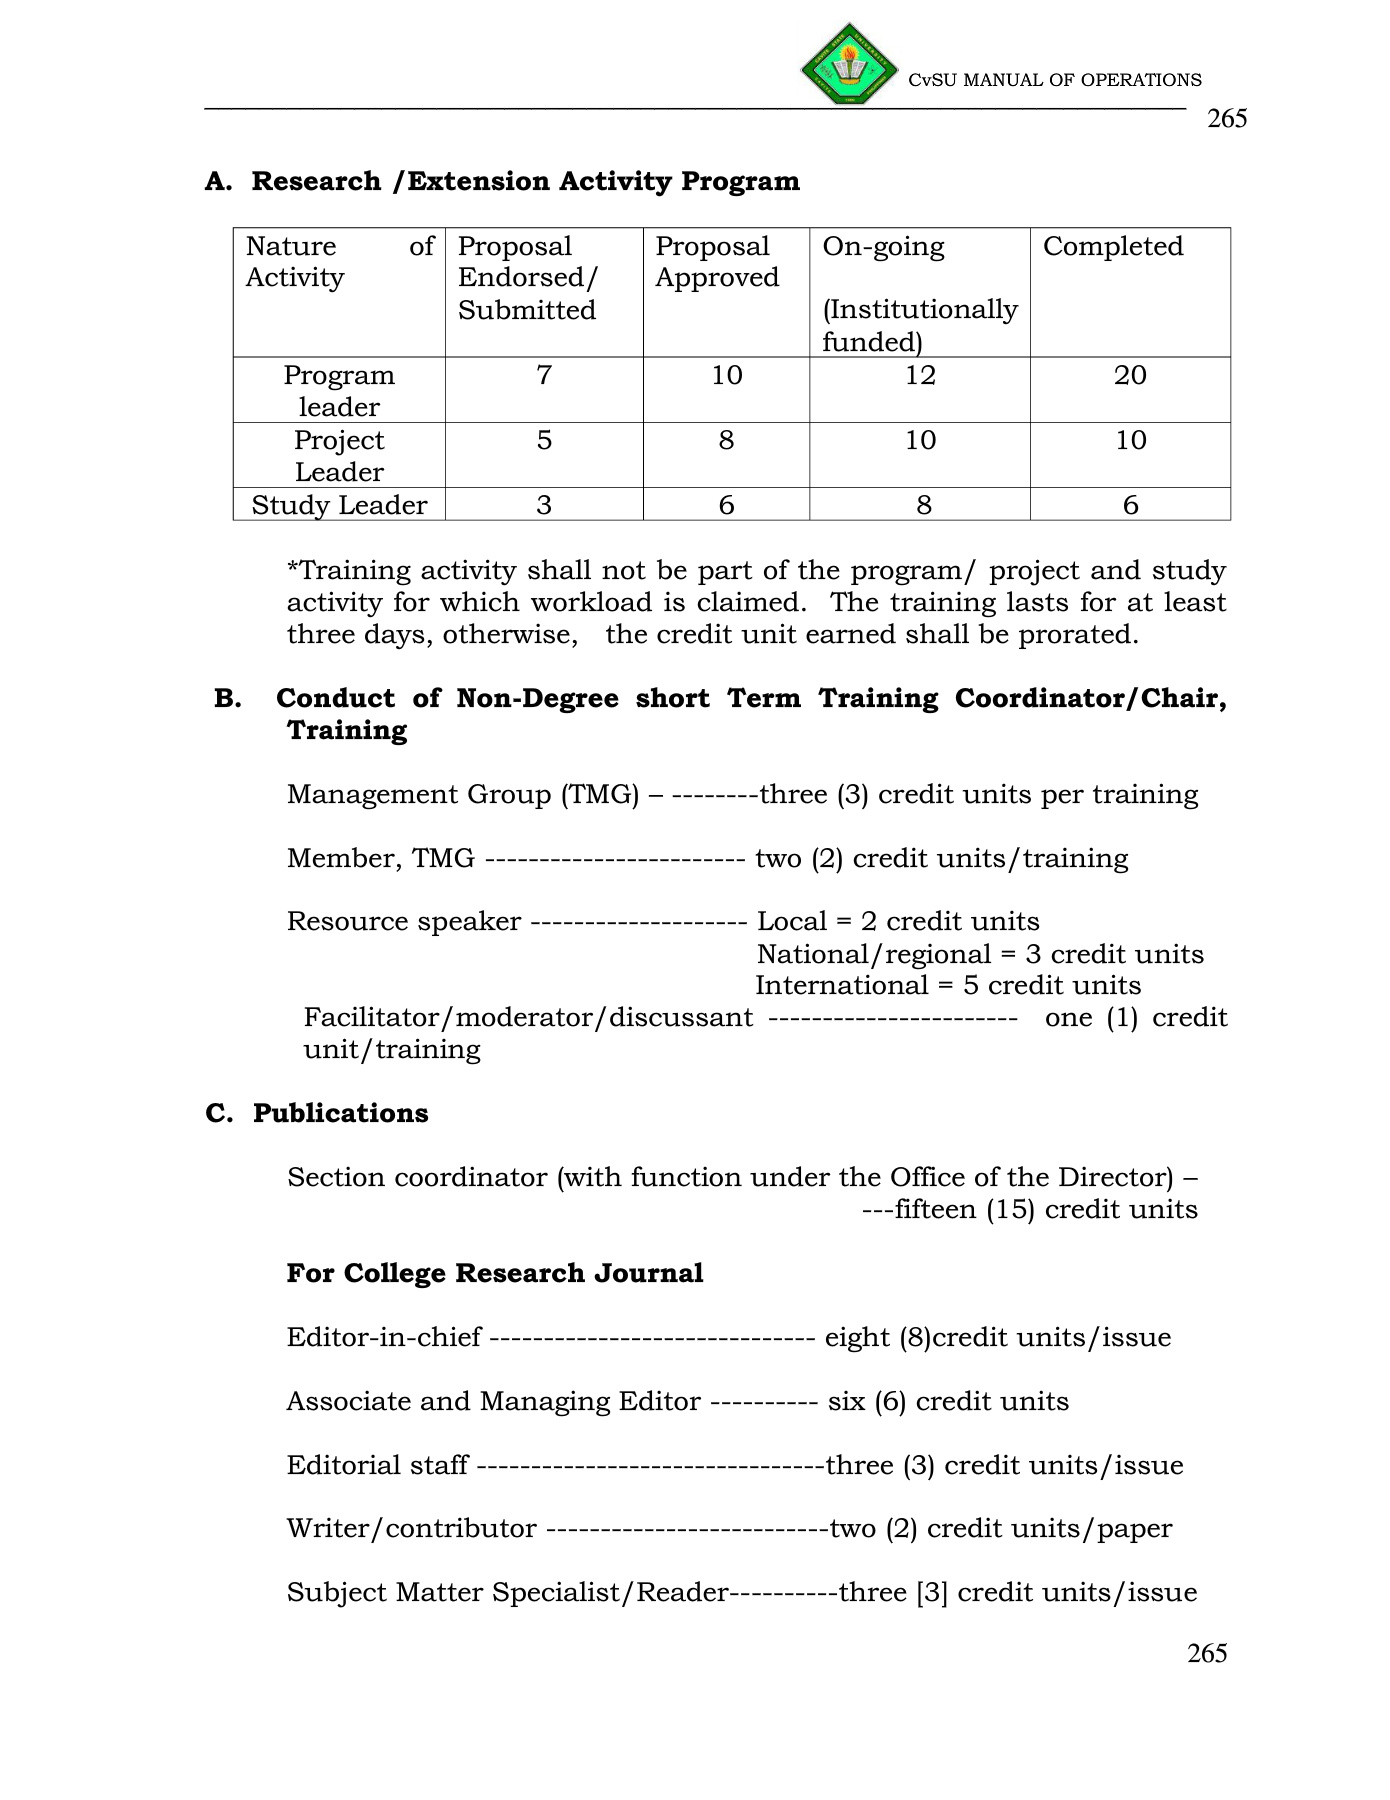 CvSU MANUAL OF OPERATIONS
265
A. Research /Extension Activity Program
Nature of Activity | Proposal Endorsed/ Submitted | Proposal Approved | On-going (Institutionally funded) | Completed
Program leader | 7 | 10 | 12 | 20
Project Leader | 5 | 8 | 10 | 10
Study Leader | 3 | 6 | 8 | 6
*Training activity shall not be part of the program/ project and study
activity for which workload is claimed. The training lasts for at least
three days, otherwise, the credit unit earned shall be prorated.
B. Conduct of Non-Degree short Term Training Coordinator/Chair,
Training
Management Group (TMG) – --------three (3) credit units per training
Member, TMG ------------------------ two (2) credit units/training
Resource speaker -------------------- Local = 2 credit units
National/regional = 3 credit units
International = 5 credit units
Facilitator/moderator/discussant ----------------------- one (1) credit
unit/training
C. Publications
Section coordinator (with function under the Office of the Director) –
---fifteen (15) credit units
For College Research Journal
Editor-in-chief ------------------------------ eight (8)credit units/issue
Associate and Managing Editor ---------- six (6) credit units
Editorial staff --------------------------------three (3) credit units/issue
Writer/contributor --------------------------two (2) credit units/paper
Subject Matter Specialist/Reader----------three [3] credit units/issue
265